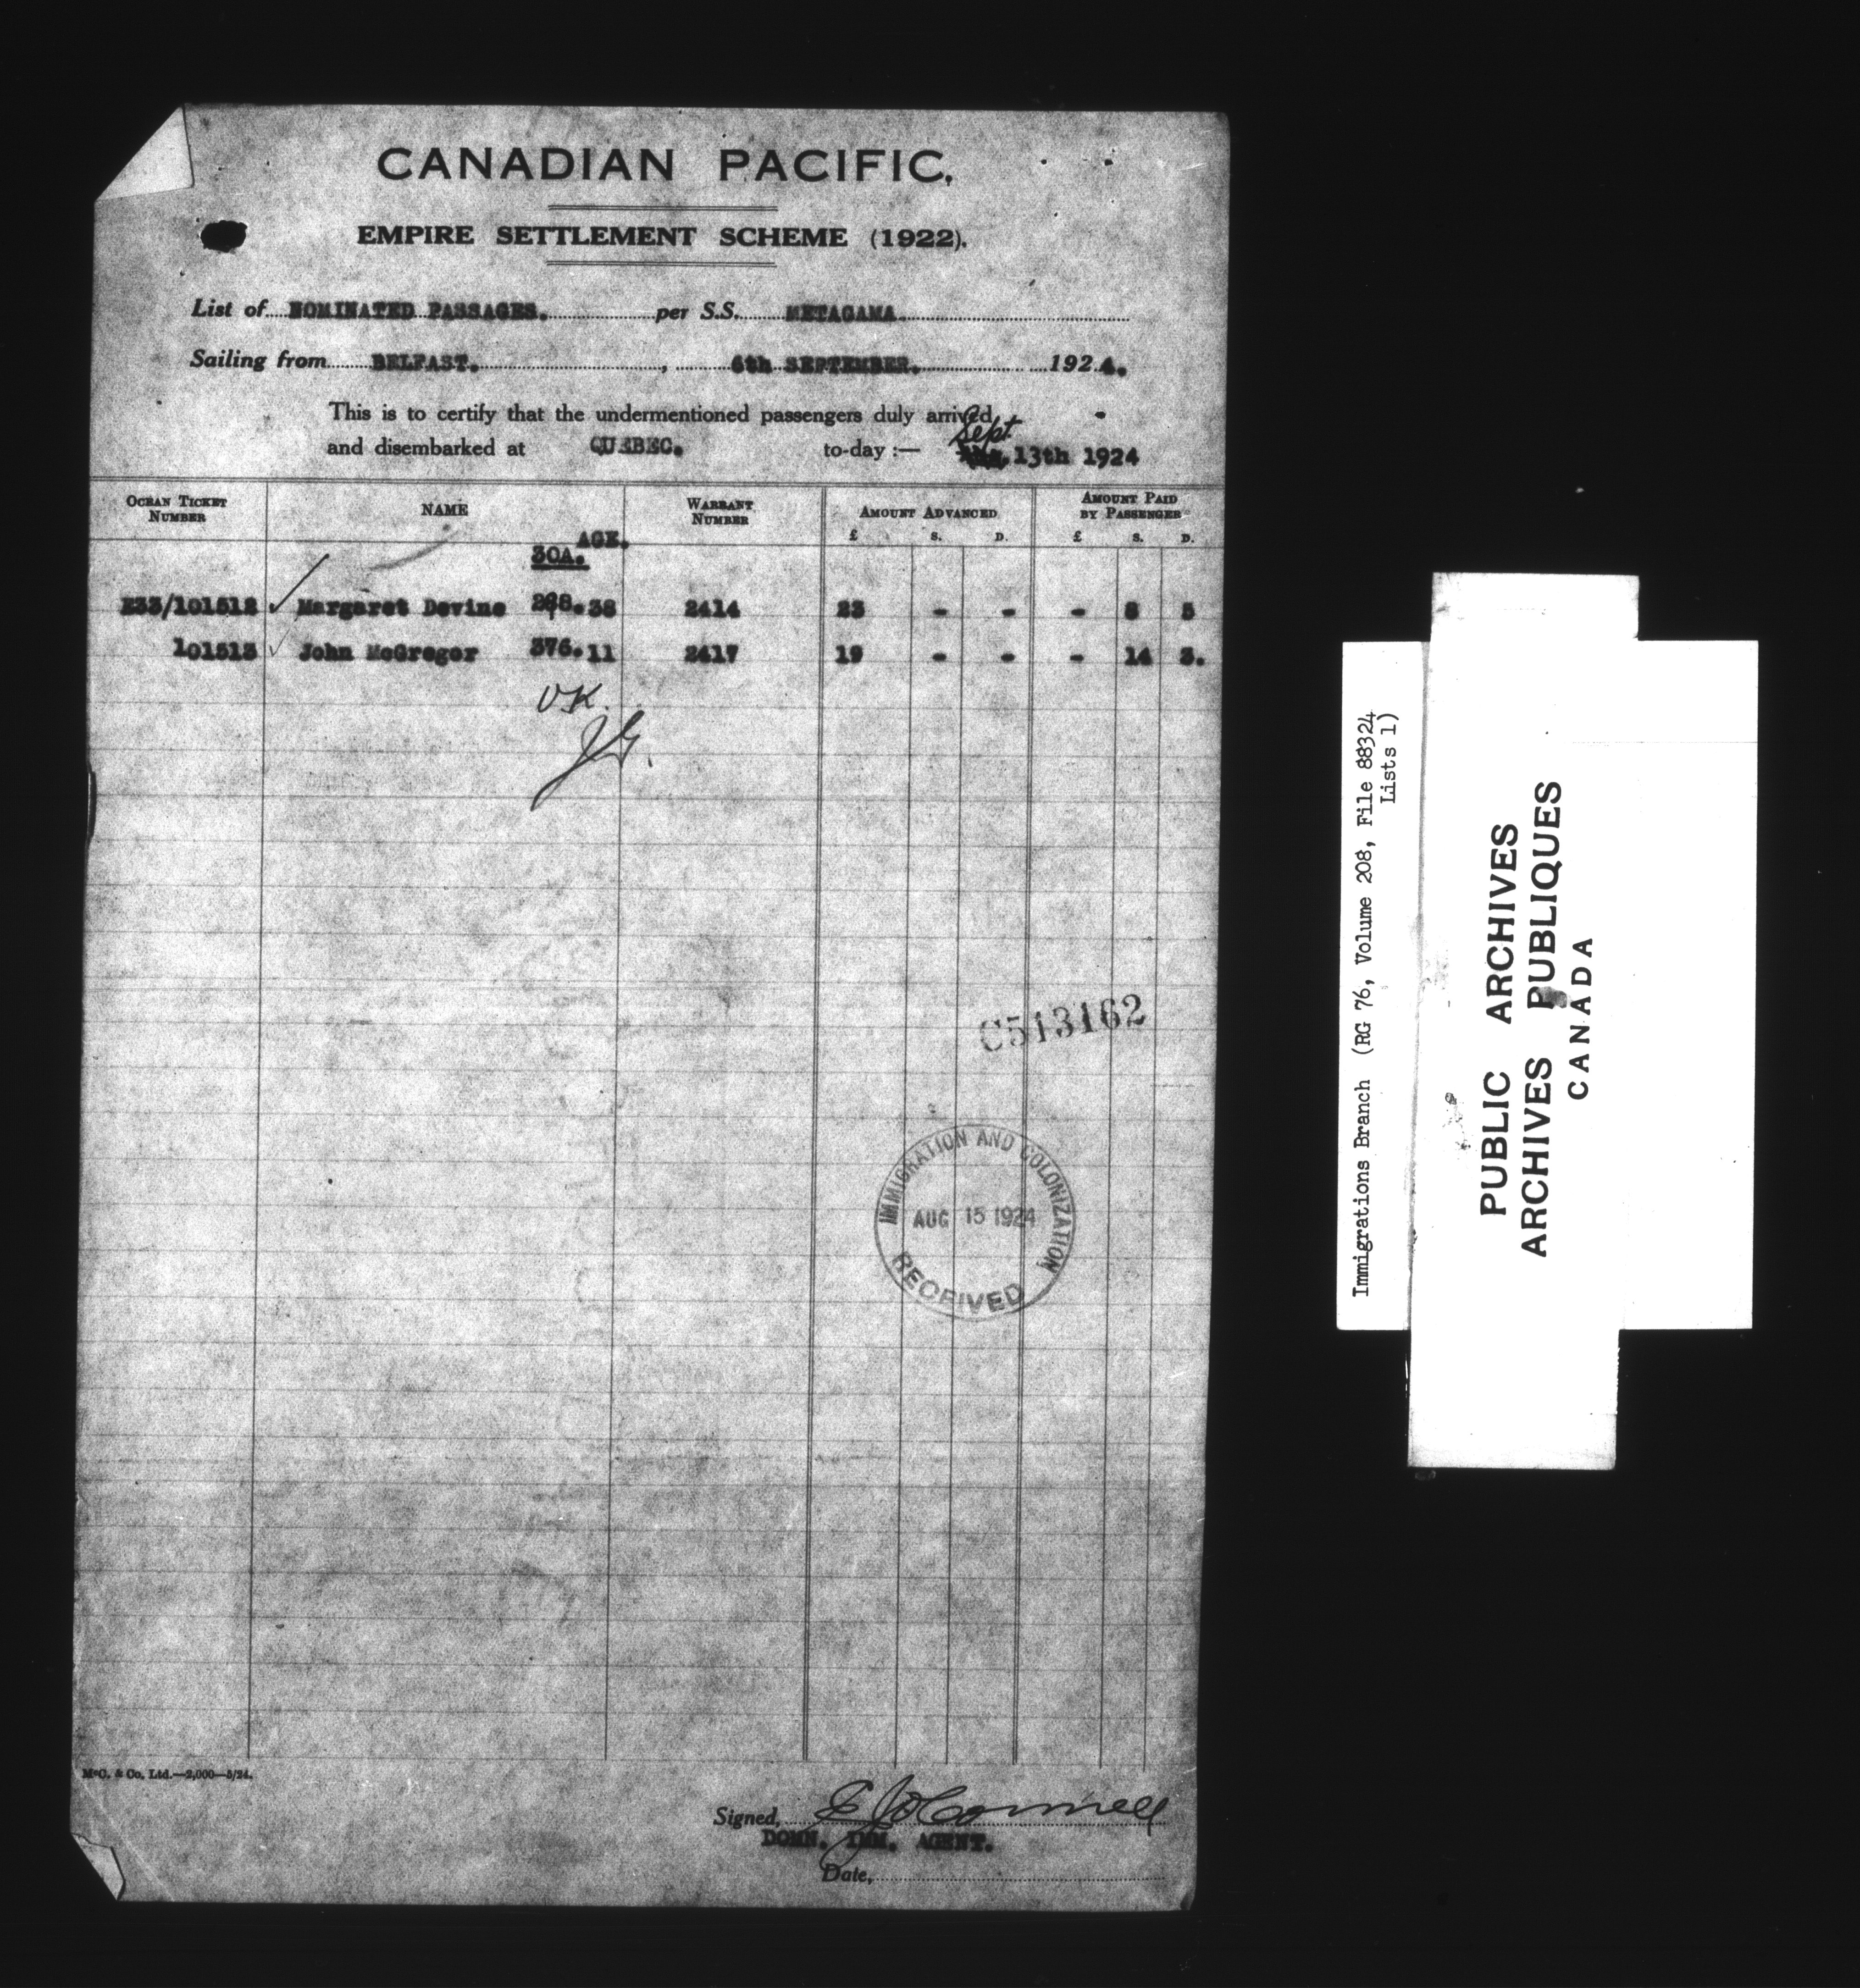 CANADIAN PACIFIC.
EMPIRE SETTLEMENT SCHEME (1922).
List of NOMINATED PASSAGES. per S.S. METAGAMA.
Sailing from BELFAST. , 6th SEPTEMBER. 1924.
This is to certify that the undermentioned passengers duly arrived
and disembarked at QUEBEC. to-day :— Sept. 13th 1924
OCEAN TICKET NUMBER NAME AGE. WARRANT NUMBER AMOUNT ADVANCED £ S. D. AMOUNT PAID BY PASSENGER £ S. D.
30A.
E33/101512 Margaret Devine 268.38 2414 23 - - - 8 5
101513 John McGregor 376.11 2417 19 - - - 14 3.
OK.
JG.
C513162
IMMIGRATION AND COLONIZATION
AUG 15 1924
RECEIVED
McC. & Co. Ltd.—2,000—5/24.
Signed, E J O'Connell
DOMN. IMM. AGENT.
Date,
Immigrations Branch (RG 76, Volume 208, File 88324
Lists 1)
PUBLIC ARCHIVES
ARCHIVES PUBLIQUES
CANADA